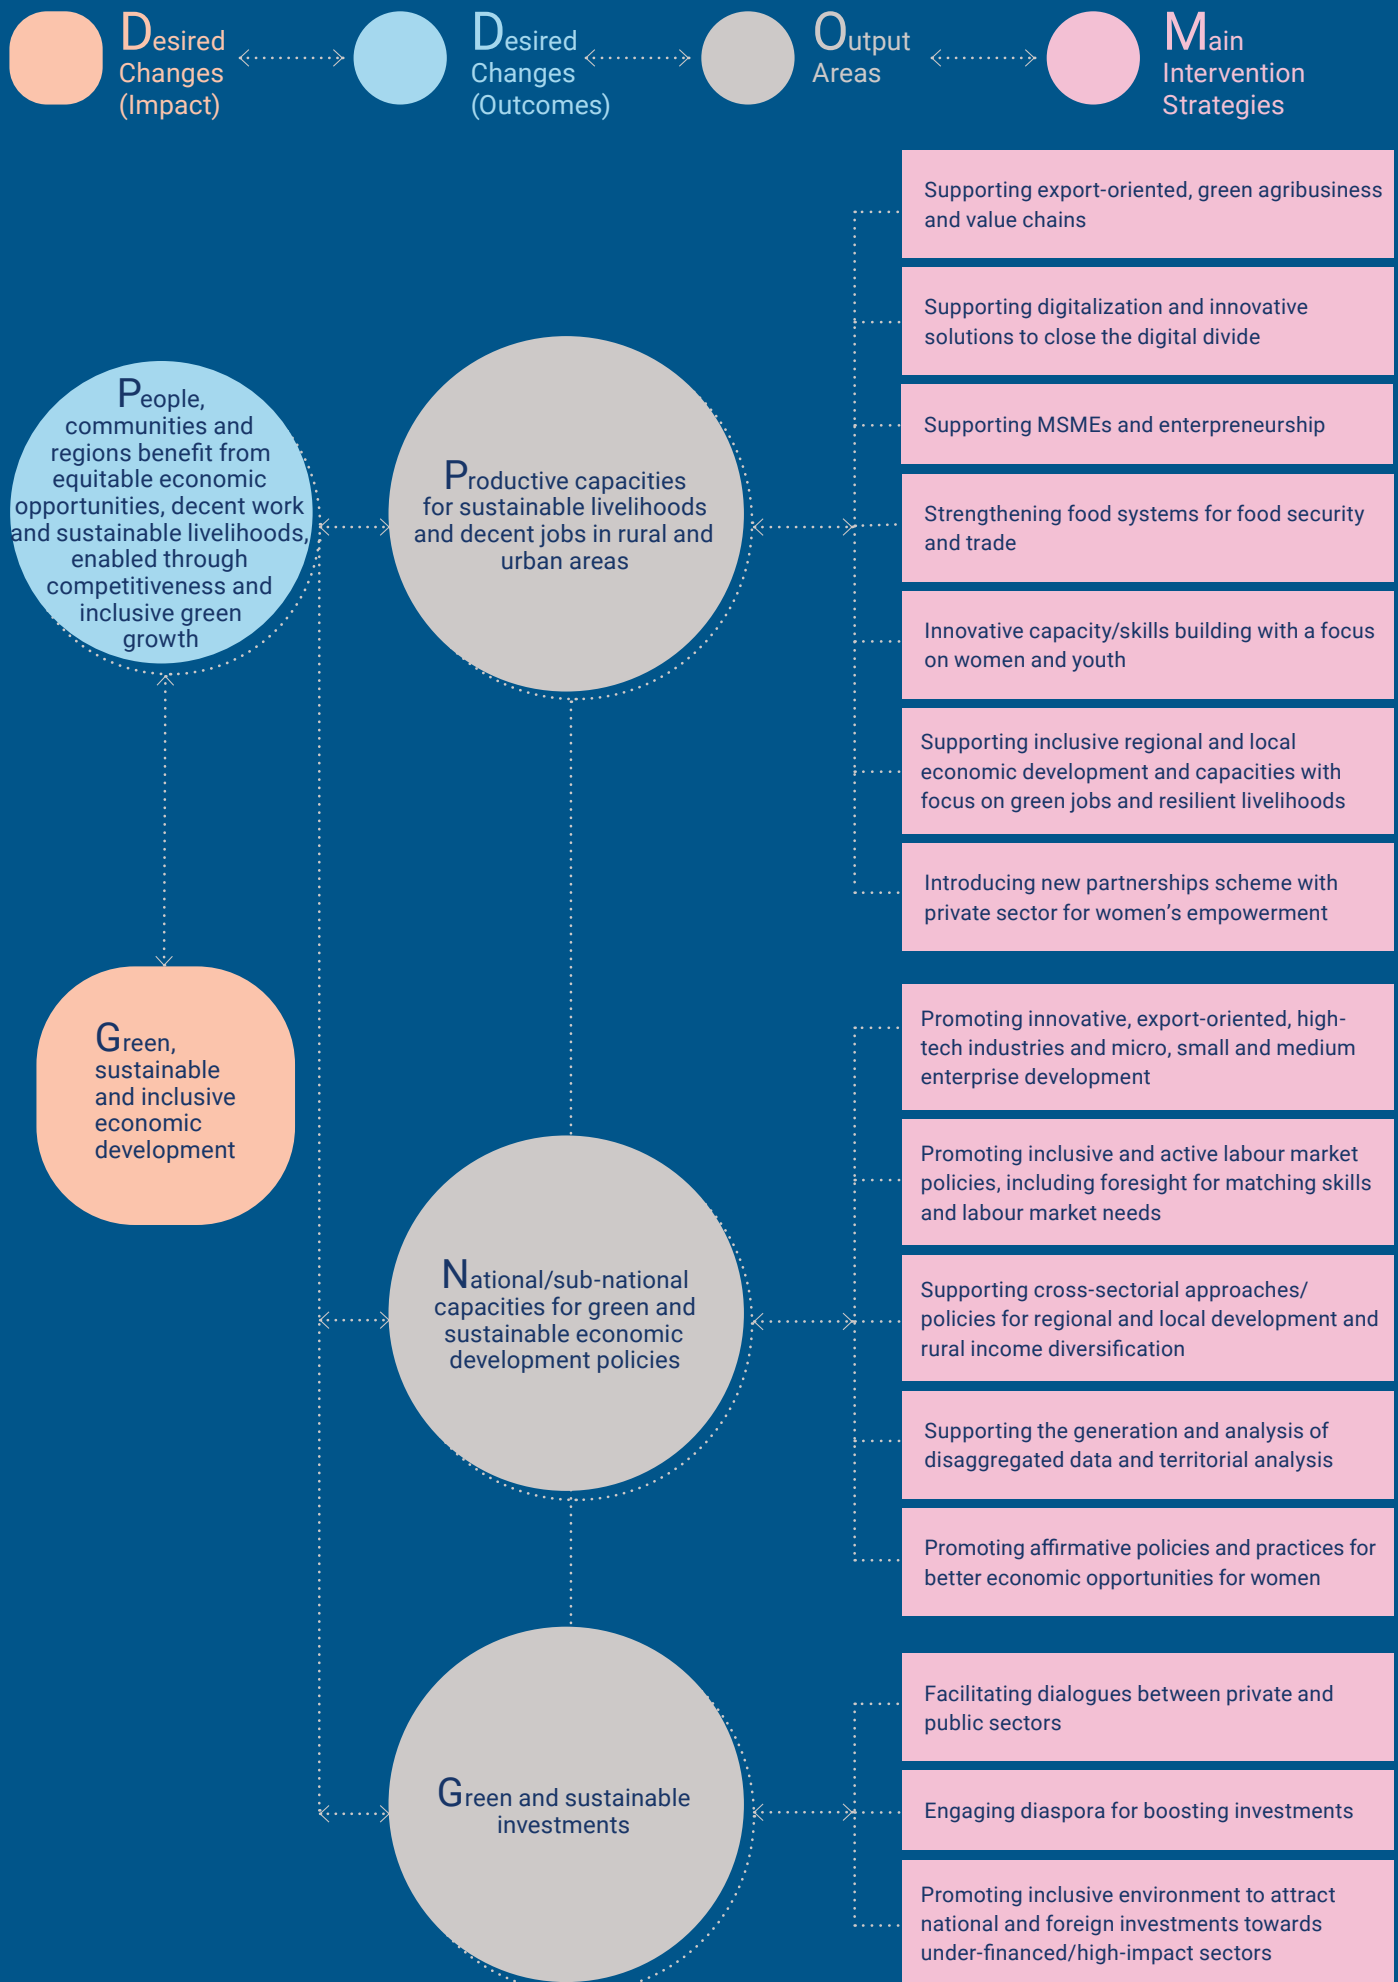 Desired
Changes
(Impact)
Desired
Changes
(Outcomes)
Output
Areas
Main
Intervention
Strategies
People,
communities and
regions benefit from
equitable economic
opportunities, decent work
and sustainable livelihoods,
enabled through
competitiveness and
inclusive green
growth
Green,
sustainable
and inclusive
economic
development
Productive capacities
for sustainable livelihoods
and decent jobs in rural and
urban areas
Supporting export-oriented, green agribusiness
and value chains
Supporting digitalization and innovative
solutions to close the digital divide
Supporting MSMEs and enterpreneurship
Strengthening food systems for food security
and trade
Innovative capacity/skills building with a focus
on women and youth
Supporting inclusive regional and local
economic development and capacities with
focus on green jobs and resilient livelihoods
Introducing new partnerships scheme with
private sector for women's empowerment
National/sub-national
capacities for green and
sustainable economic
development policies
Promoting innovative, export-oriented, high-
tech industries and micro, small and medium
enterprise development
Promoting inclusive and active labour market
policies, including foresight for matching skills
and labour market needs
Supporting cross-sectorial approaches/
policies for regional and local development and
rural income diversification
Supporting the generation and analysis of
disaggregated data and territorial analysis
Promoting affirmative policies and practices for
better economic opportunities for women
Green and sustainable
investments
Facilitating dialogues between private and
public sectors
Engaging diaspora for boosting investments
Promoting inclusive environment to attract
national and foreign investments towards
under-financed/high-impact sectors